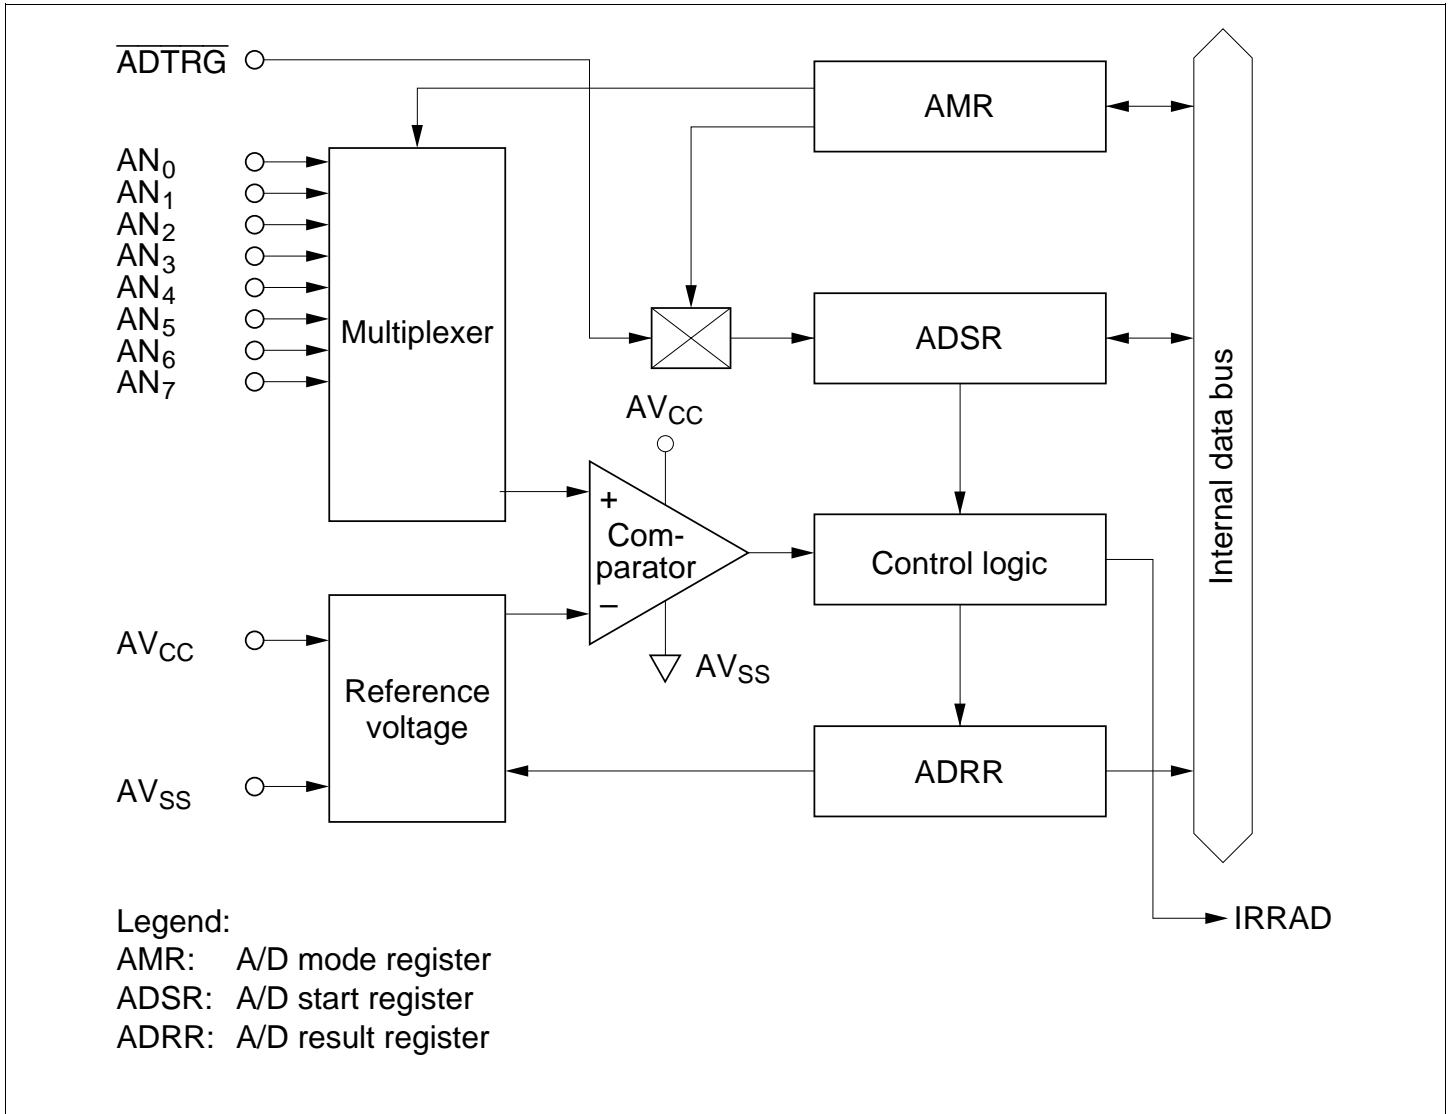 ADTRG
AMR
AN0
AN1
AN2
AN3
AN4
AN5
AN6
AN7
Multiplexer
ADSR
Internal data bus
AVCC
+
Com-
parator
−
Control logic
AVCC
AVSS
Reference
voltage
AVSS
ADRR
IRRAD
Legend:
AMR: A/D mode register
ADSR: A/D start register
ADRR: A/D result register